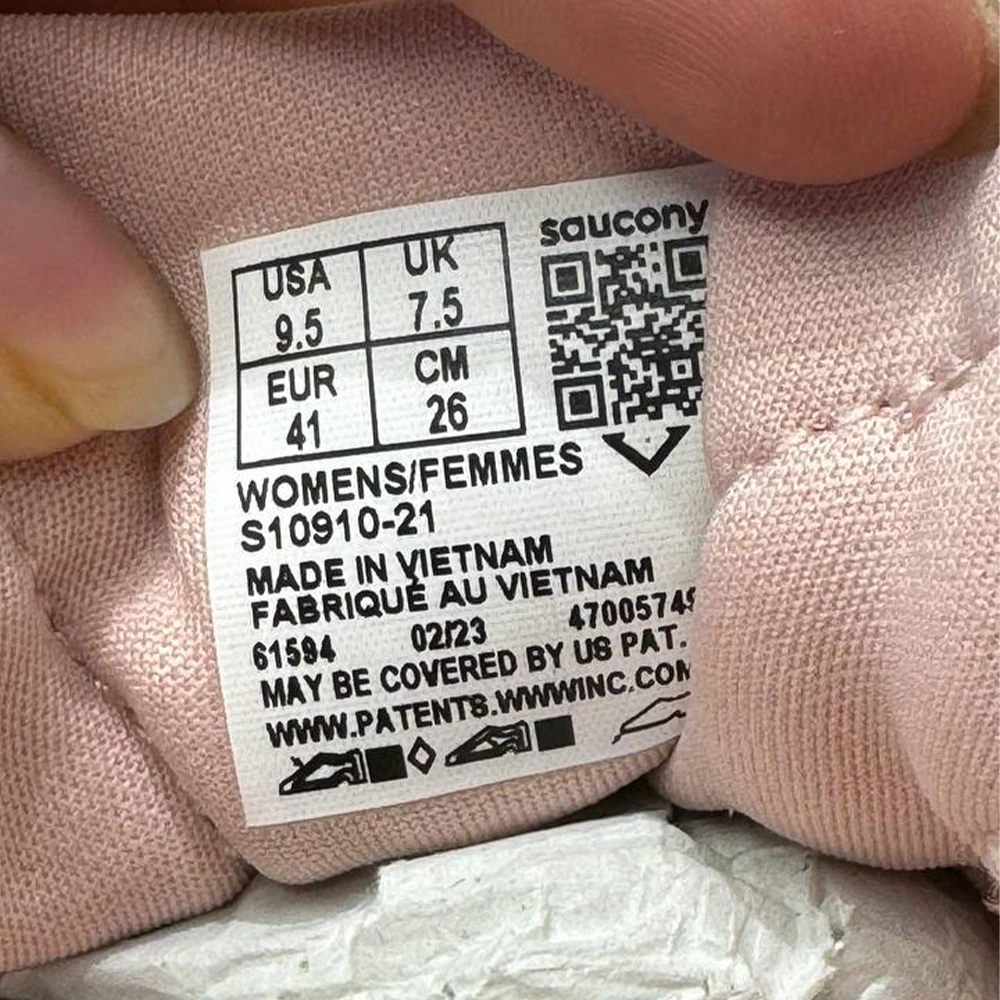 saucony
USA UK
9.5 7.5
EUR CM
41 26
WOMENS/FEMMES
S10910-21
MADE IN VIETNAM
FABRIQUÉ AU VIETNAM
61594 02/23 4700574
MAY BE COVERED BY US PAT.
WWW.PATENTS.WWWINC.COM